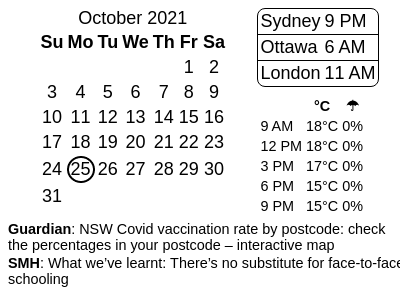 October 2021
Su Mo Tu We Th Fr Sa
1 2
3 4 5 6 7 8 9
10 11 12 13 14 15 16
17 18 19 20 21 22 23
24 25 26 27 28 29 30
31
Sydney 9 PM
Ottawa 6 AM
London 11 AM
°C ☂
9 AM 18°C 0%
12 PM 18°C 0%
3 PM 17°C 0%
6 PM 15°C 0%
9 PM 15°C 0%
Guardian: NSW Covid vaccination rate by postcode: check
the percentages in your postcode – interactive map
SMH: What we’ve learnt: There’s no substitute for face-to-face
schooling